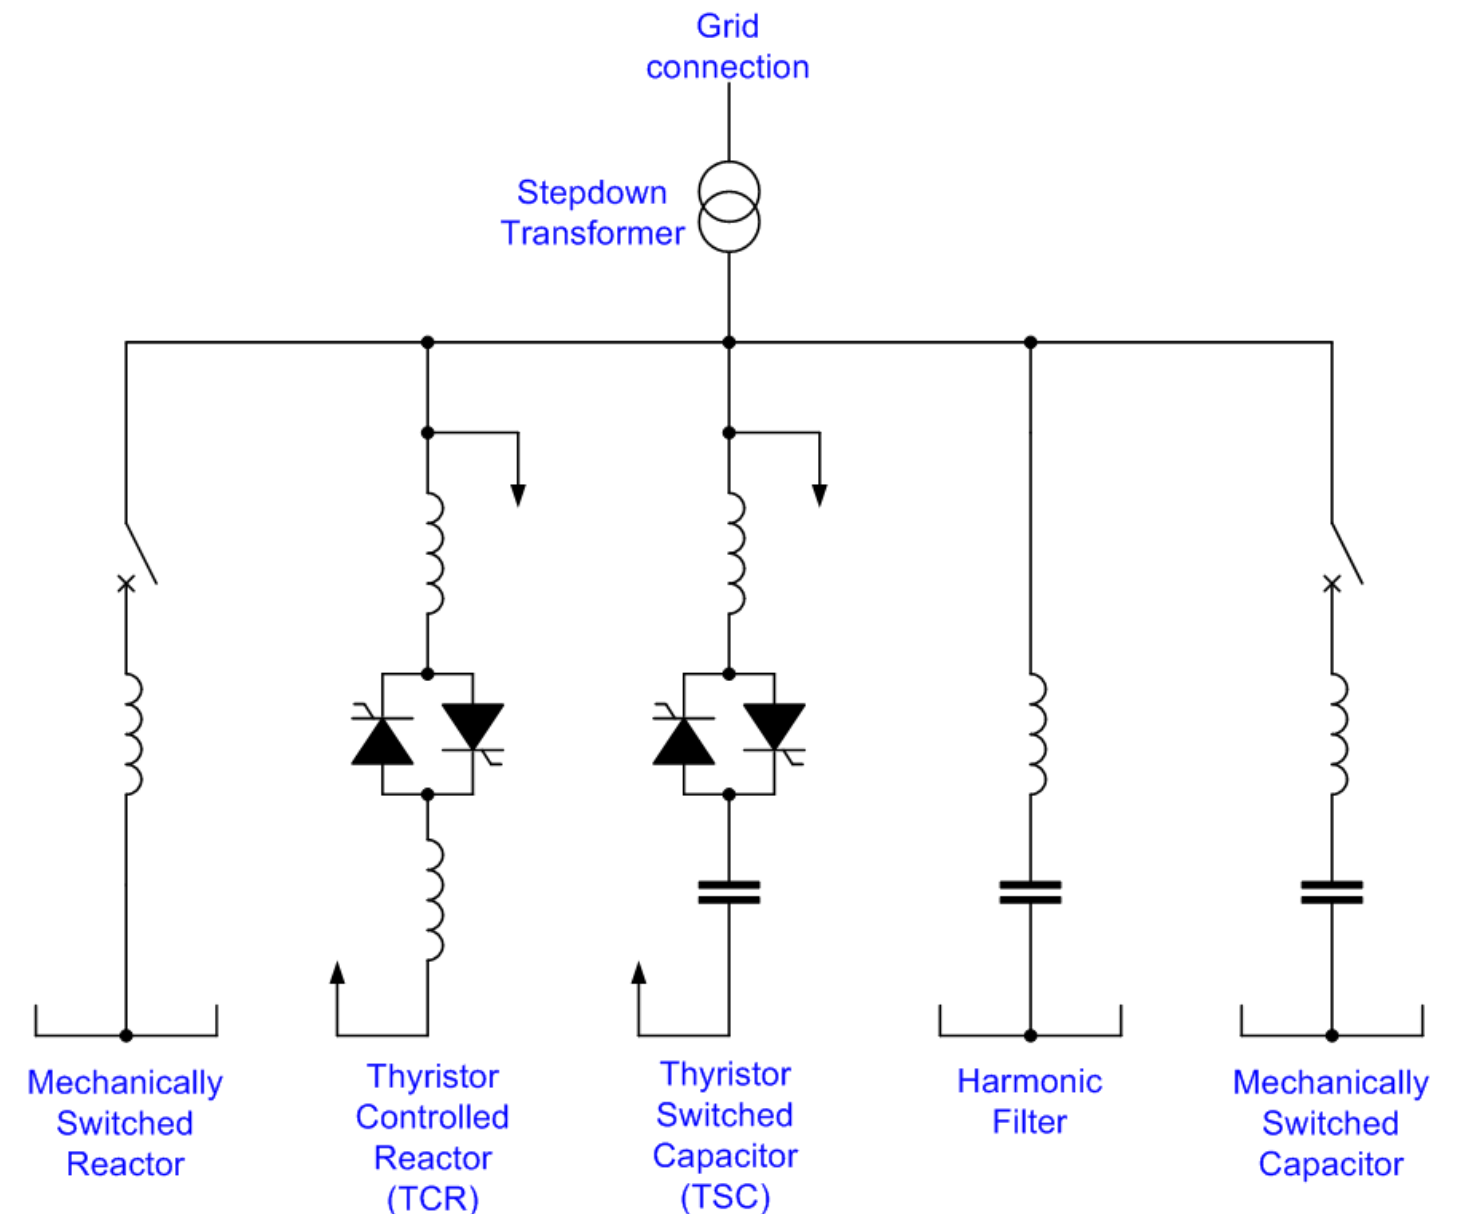 Grid
connection
Stepdown
Transformer
Mechanically
Switched
Reactor
Thyristor
Controlled
Reactor
(TCR)
Thyristor
Switched
Capacitor
(TSC)
Harmonic
Filter
Mechanically
Switched
Capacitor